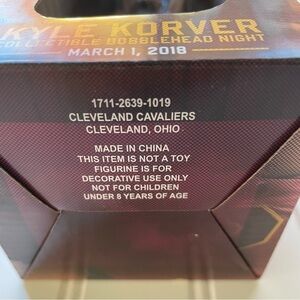 KYLE KORVER
COLLECTIBLE BOBBLEHEAD NIGHT
MARCH 1, 2018
1711-2639-1019
CLEVELAND CAVALIERS
CLEVELAND, OHIO
MADE IN CHINA
THIS ITEM IS NOT A TOY
FIGURINE IS FOR
DECORATIVE USE ONLY
NOT FOR CHILDREN
UNDER 8 YEARS OF AGE